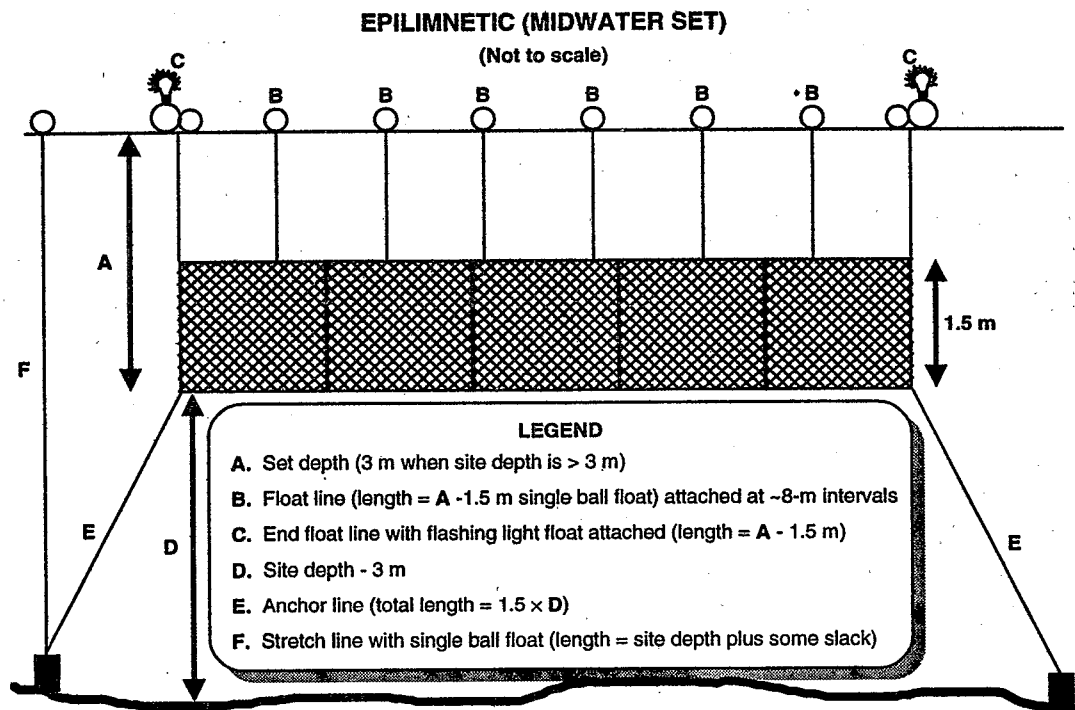 EPILIMNETIC (MIDWATER SET)
(Not to scale)
C
C
B
B
B
B
B
B
A
1.5 m
F
LEGEND
A. Set depth (3 m when site depth is > 3 m)
B. Float line (length = A -1.5 m single ball float) attached at ~8-m intervals
C. End float line with flashing light float attached (length = A - 1.5 m)
D. Site depth - 3 m
E. Anchor line (total length = 1.5 × D)
F. Stretch line with single ball float (length = site depth plus some slack)
E
D
E